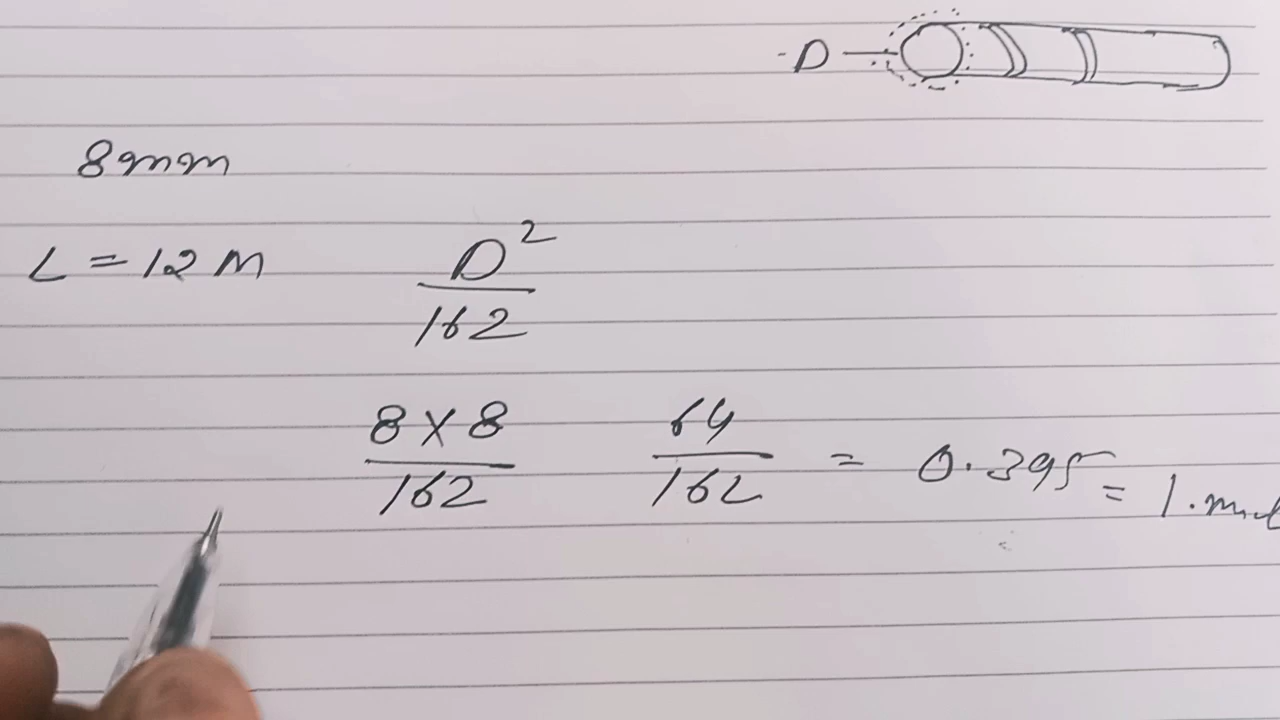 D
8mm
L = 12 M
D²
162
8 x 8
162
64
162
= 0.395 = 1.